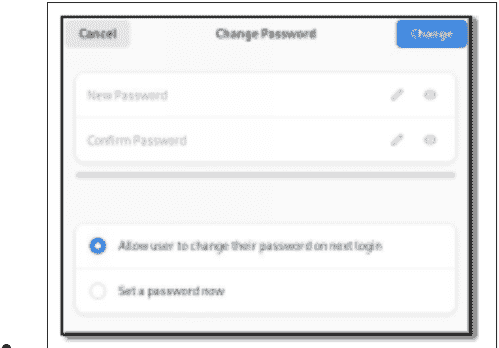 Cancel Change Password Change
New Password
Confirm Password
Allow user to change their password on next login
Set a password now